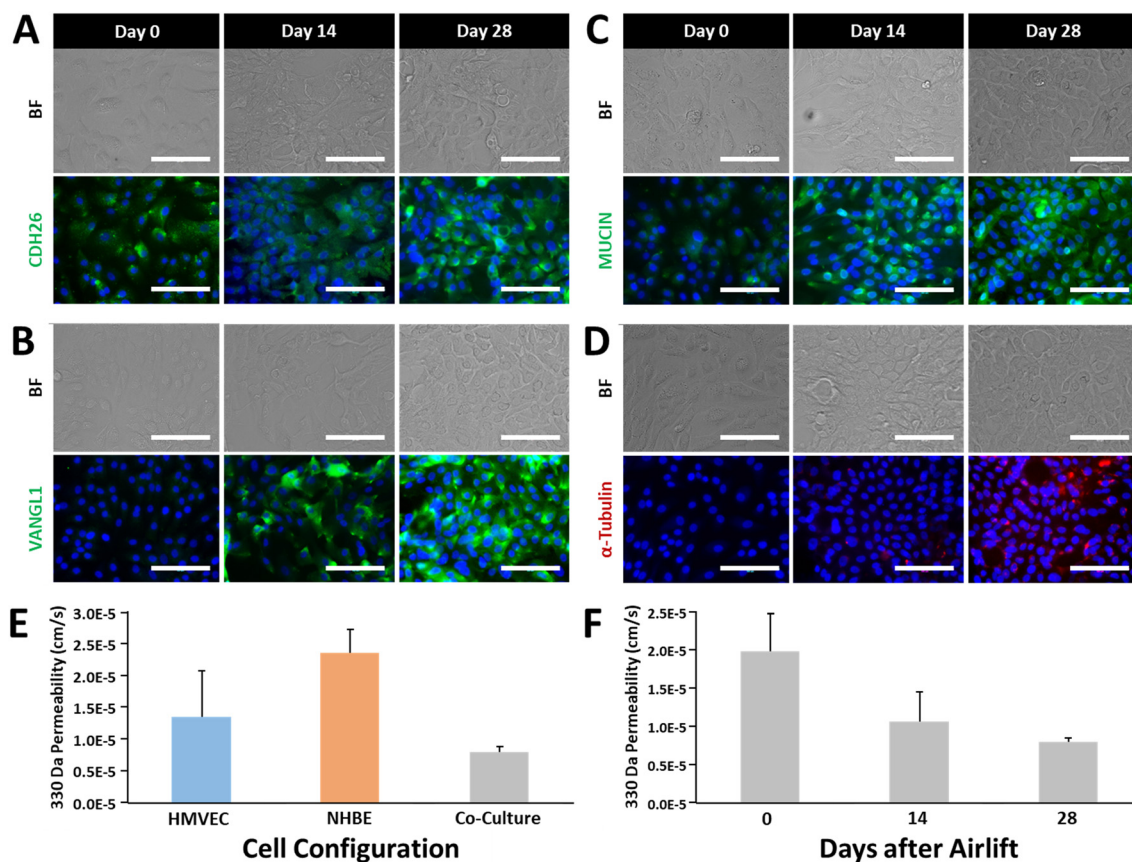 A
Day 0
Day 14
Day 28
BF
CDH26
C
Day 0
Day 14
Day 28
BF
MUCIN
B
BF
VANGL1
D
BF
α-Tubulin
E
330 Da Permeability (cm/s)
3.0E-5
2.5E-5
2.0E-5
1.5E-5
1.0E-5
0.5E-5
0.0E-5
HMVEC
NHBE
Co-Culture
Cell Configuration
F
330 Da Permeability (cm/s)
2.5E-5
2.0E-5
1.5E-5
1.0E-5
0.5E-5
0.0E-5
0
14
28
Days after Airlift